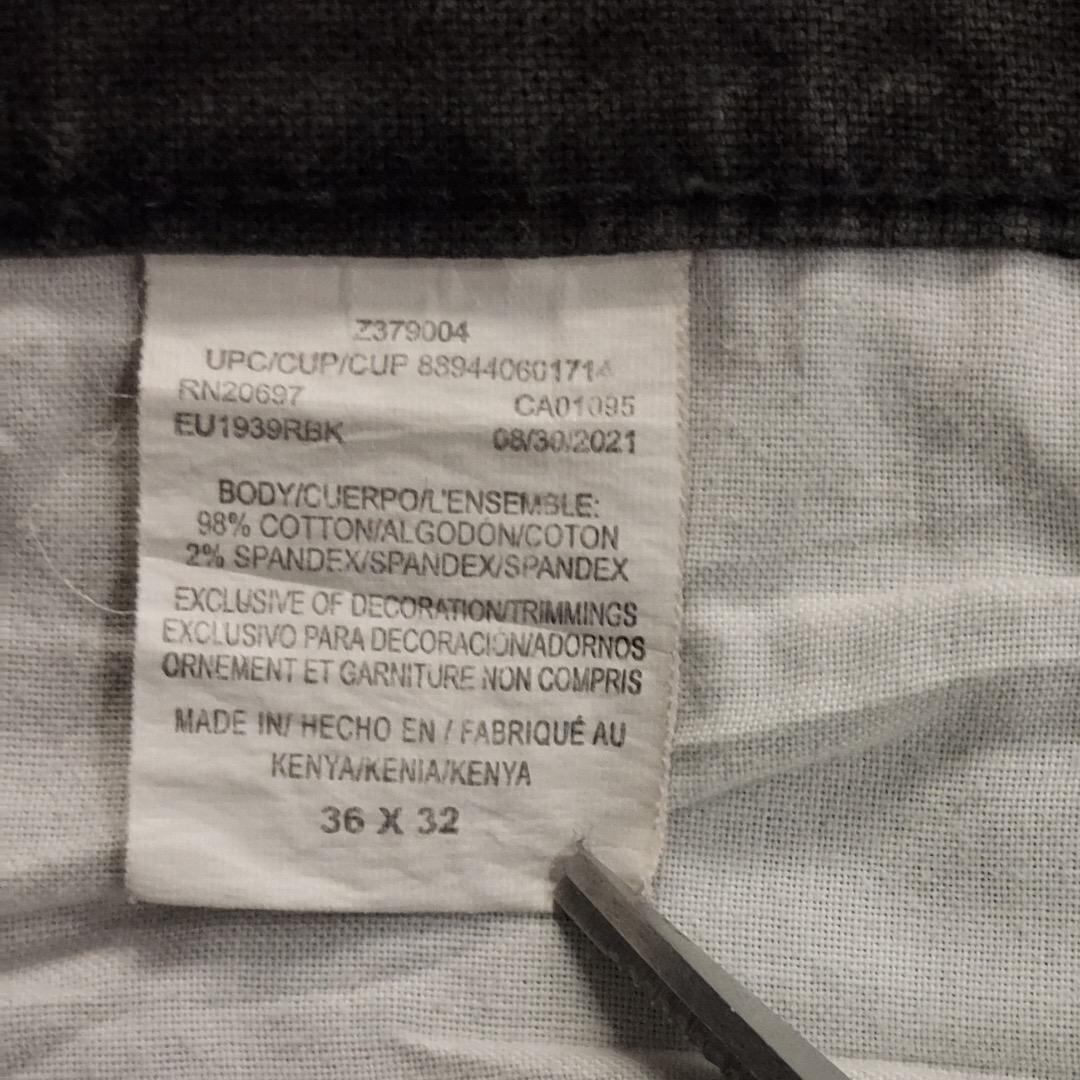 Z379004
UPC/CUP/CUP 889440601714
RN20697 CA01095
EU1939RBK 08/30/2021
BODY/CUERPO/L'ENSEMBLE:
98% COTTON/ALGODÓN/COTON
2% SPANDEX/SPANDEX/SPANDEX
EXCLUSIVE OF DECORATION/TRIMMINGS
EXCLUSIVO PARA DECORACIÓN/ADORNOS
ORNEMENT ET GARNITURE NON COMPRIS
MADE IN/ HECHO EN / FABRIQUÉ AU
KENYA/KENIA/KENYA
36 X 32